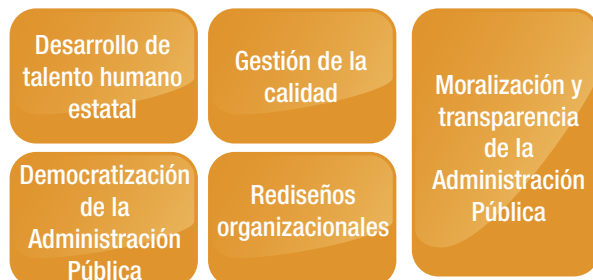 Desarrollo de
talento humano
estatal
Gestión de la
calidad
Moralización y
transparencia
de la
Administración
Pública
Democratización
de la
Administración
Pública
Rediseños
organizacionales